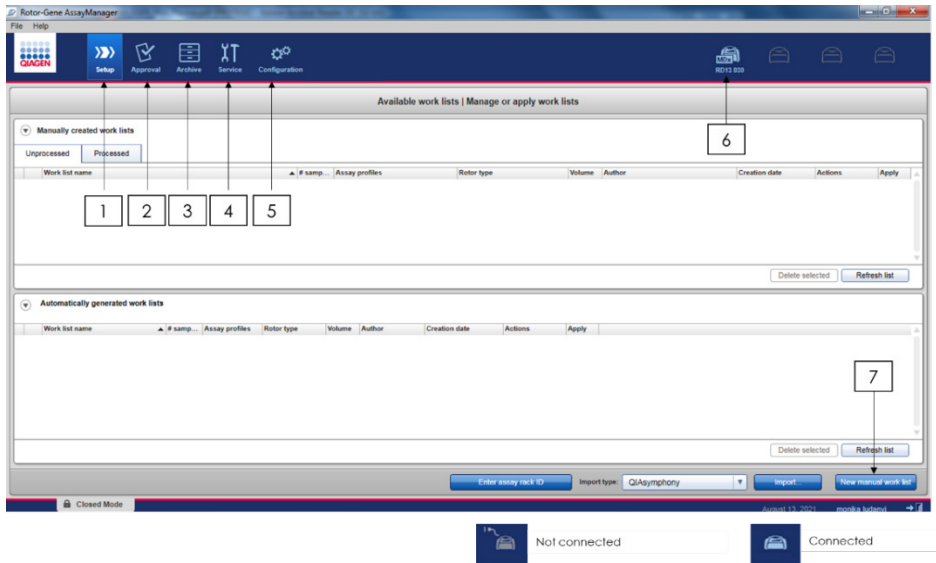 Rotor-Gene AssayManager
File Help
QIAGEN
Setup Approval Archive Service Configuration
RD13 030
Available work lists | Manage or apply work lists
6
Manually created work lists
Unprocessed Processed
Work list name # samp... Assay profiles Rotor type Volume Author Creation date Actions Apply
1 2 3 4 5
Delete selected Refresh list
Automatically generated work lists
Work list name # samp... Assay profiles Rotor type Volume Author Creation date Actions Apply
7
Delete selected Refresh list
Enter assay rack ID Import type: QIAsymphony Import... New manual work list
Closed Mode August 13, 2021 monika ludanyi
Not connected Connected